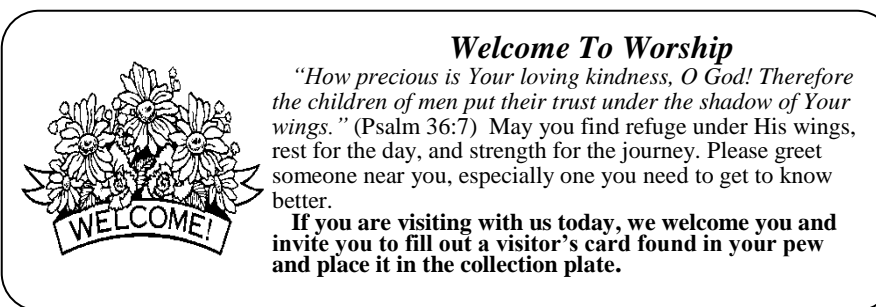 Welcome To Worship
“How precious is Your loving kindness, O God! Therefore
the children of men put their trust under the shadow of Your
wings.” (Psalm 36:7)  May you find refuge under His wings,
rest for the day, and strength for the journey. Please greet
someone near you, especially one you need to get to know
better.
If you are visiting with us today, we welcome you and
invite you to fill out a visitor’s card found in your pew
and place it in the collection plate.
WELCOME!